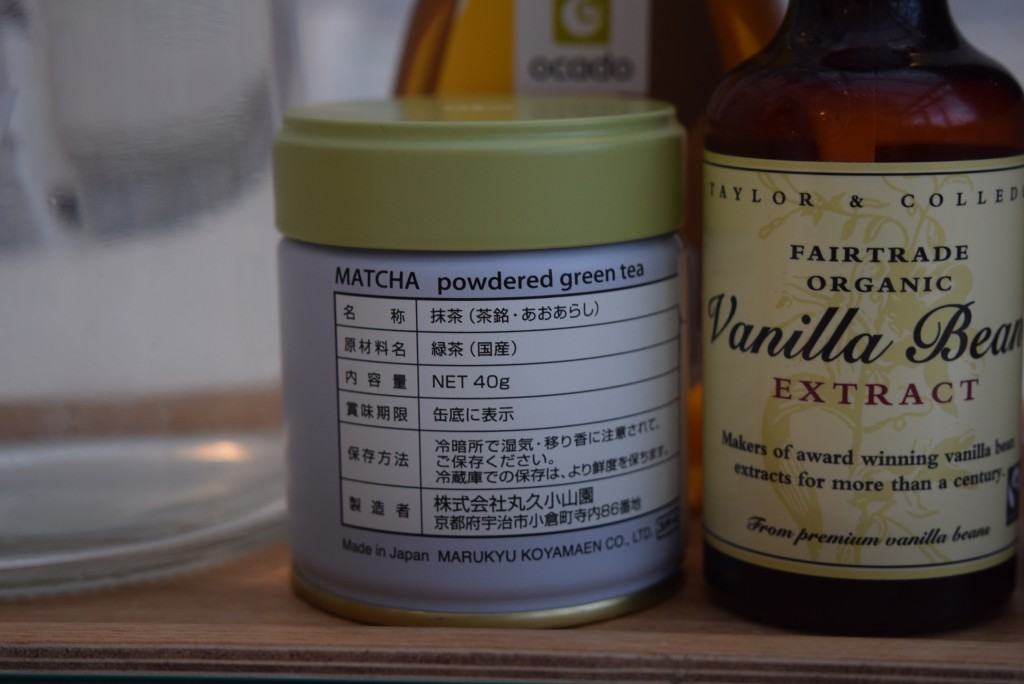 ocado
MATCHA powdered green tea
名 称 抹茶（茶銘・あおあらし）
原材料名 緑茶（国産）
内容量 NET 40g
賞味期限 缶底に表示
保存方法 冷暗所で湿気・移り香に注意されて、
ご保存ください。
冷蔵庫での保存は、より鮮度を保ちます。
製造者 株式会社丸久小山園
京都府宇治市小倉町寺内86番地
Made in Japan MARUKYU KOYAMAEN CO., LTD.
TAYLOR & COLLED
FAIRTRADE
ORGANIC
Vanilla Bean
EXTRACT
Makers of award winning vanilla bean
extracts for more than a century.
From premium vanilla beans